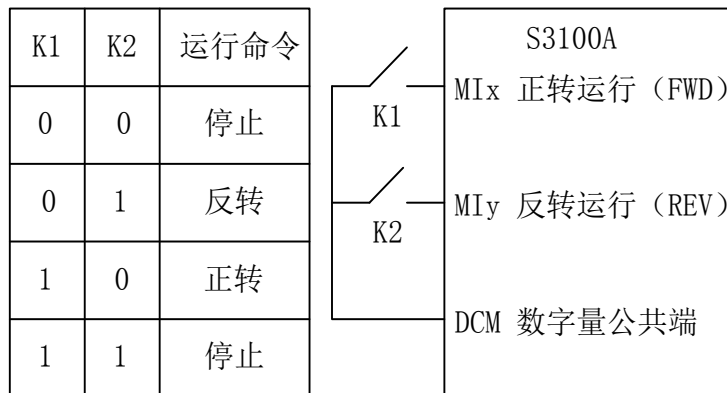 K1 K2 运行命令
0 0 停止
0 1 反转
1 0 正转
1 1 停止
S3100A
K1 MIx 正转运行（FWD）
K2 MIy 反转运行（REV）
DCM 数字量公共端